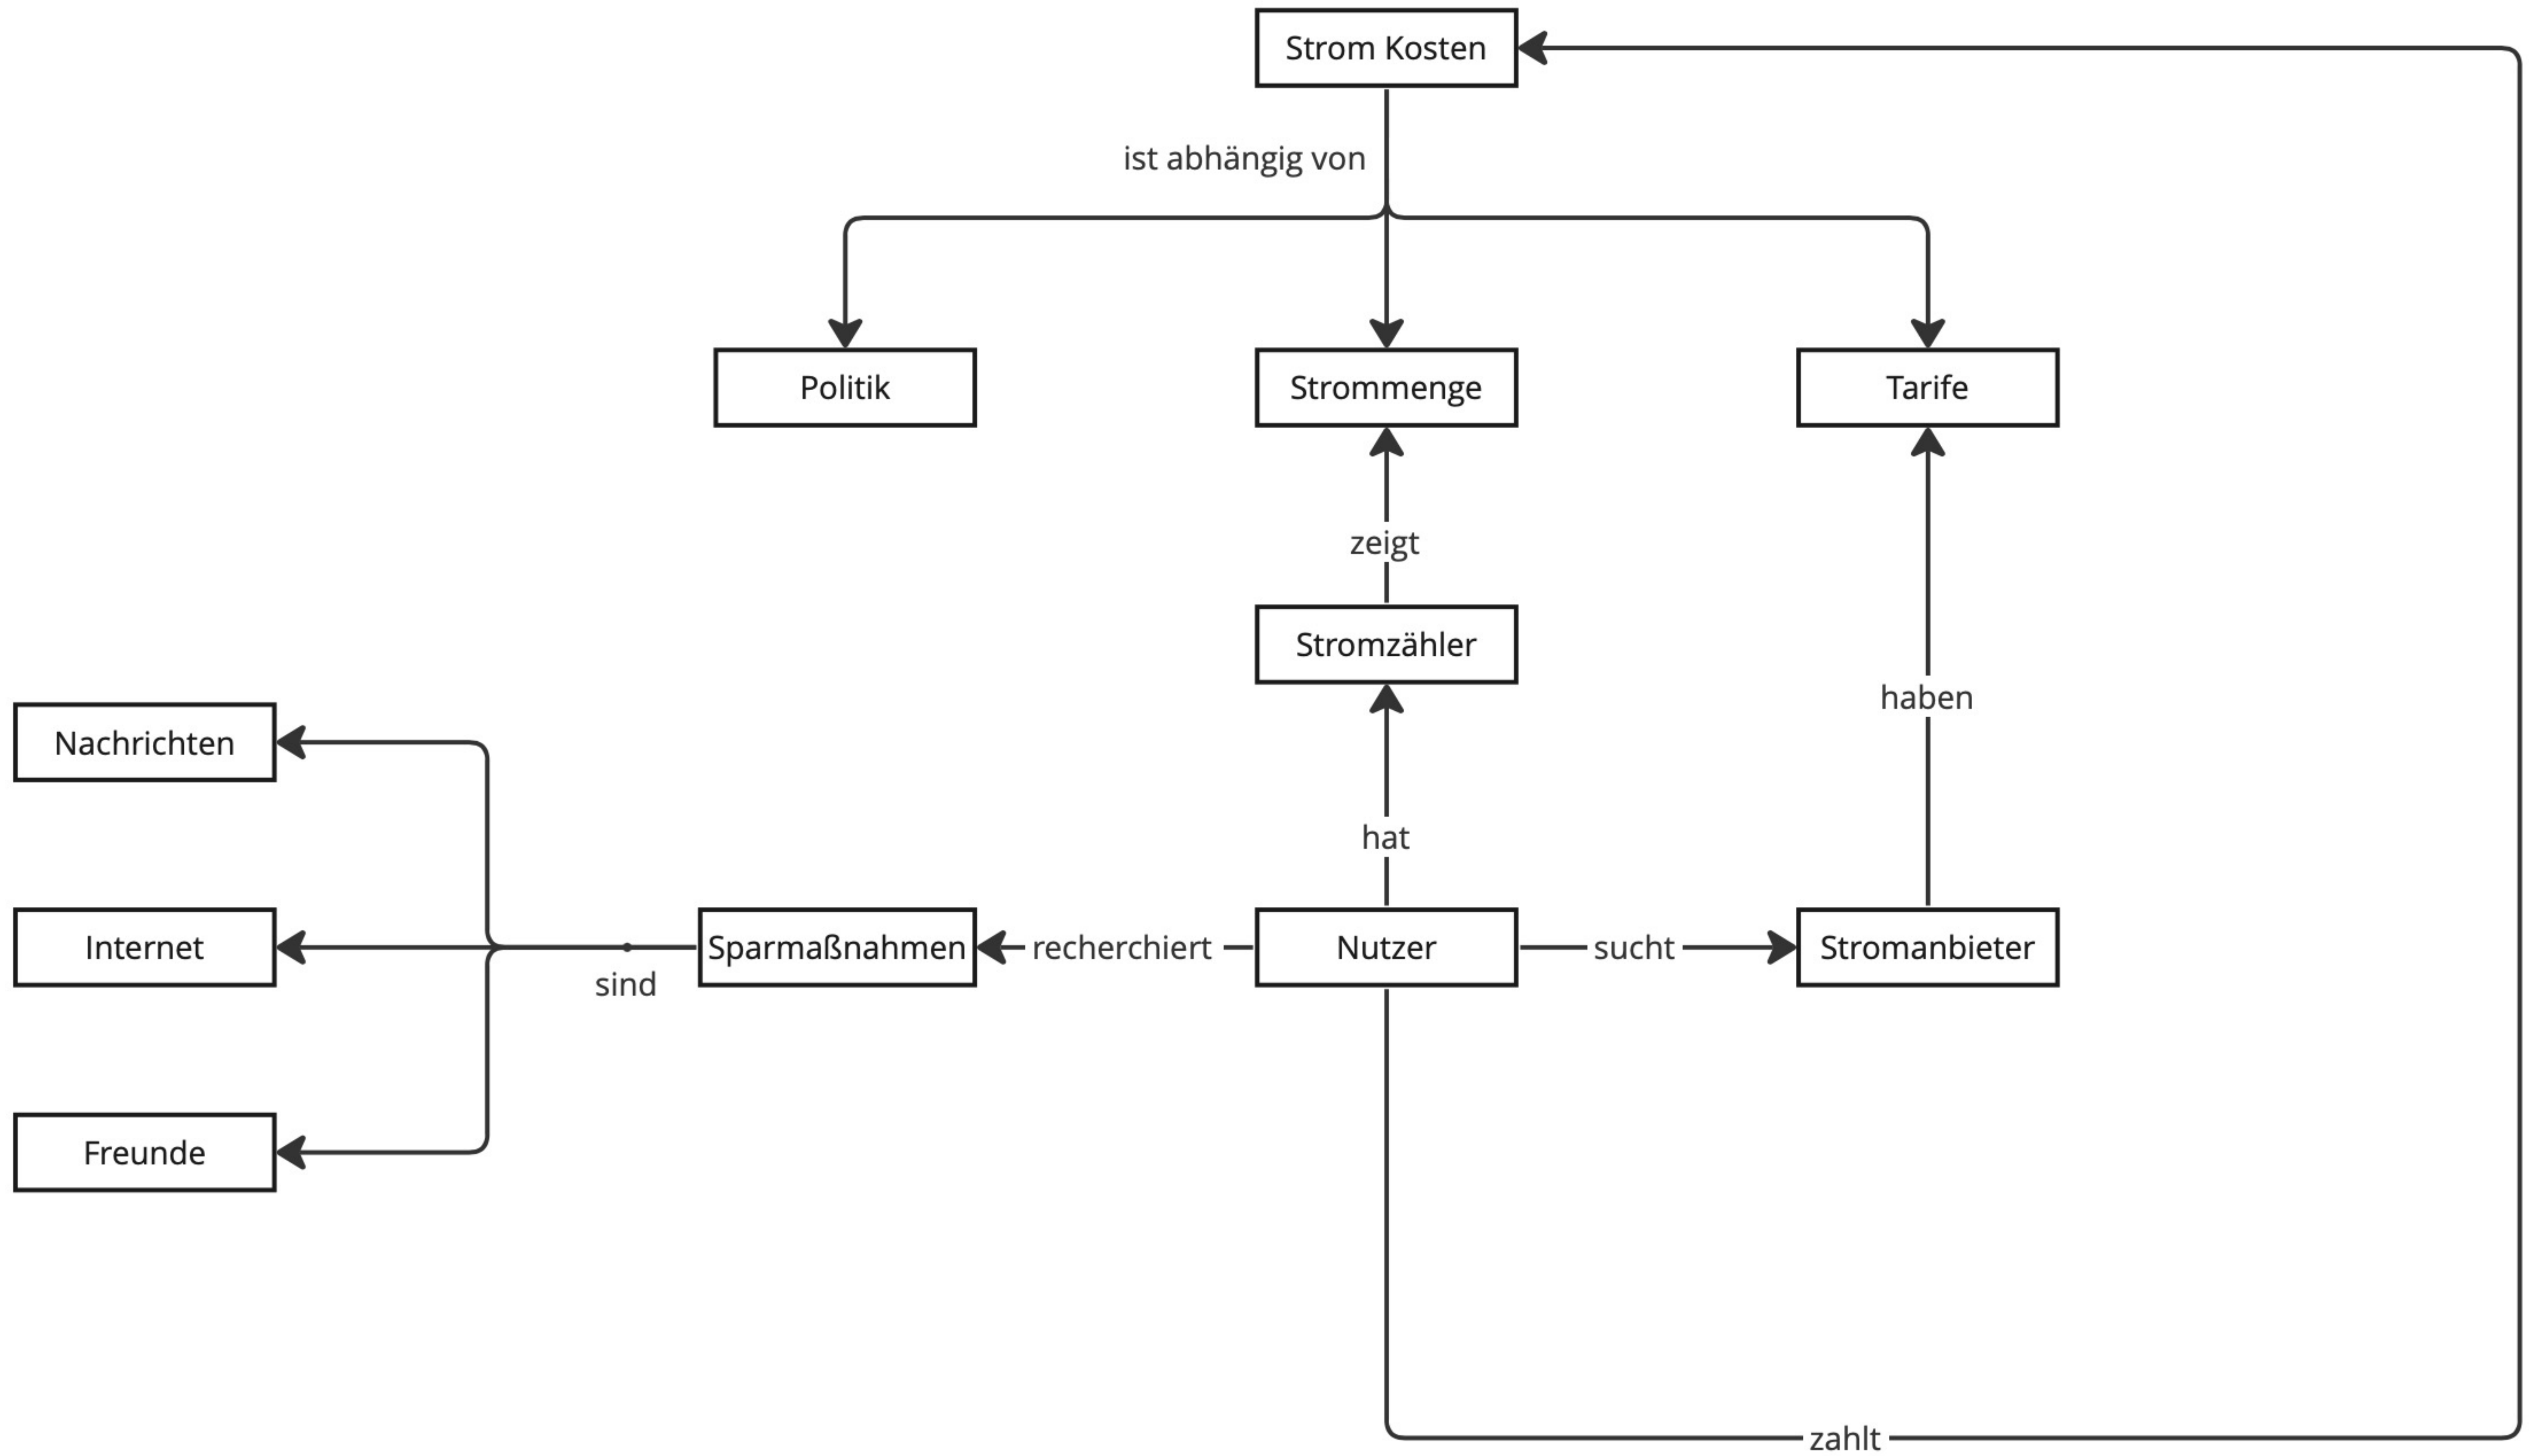 Strom Kosten
ist abhängig von
Politik
Strommenge
Tarife
zeigt
Stromzähler
haben
Nachrichten
hat
Internet
sind
Sparmaßnahmen
recherchiert
Nutzer
sucht
Stromanbieter
Freunde
zahlt